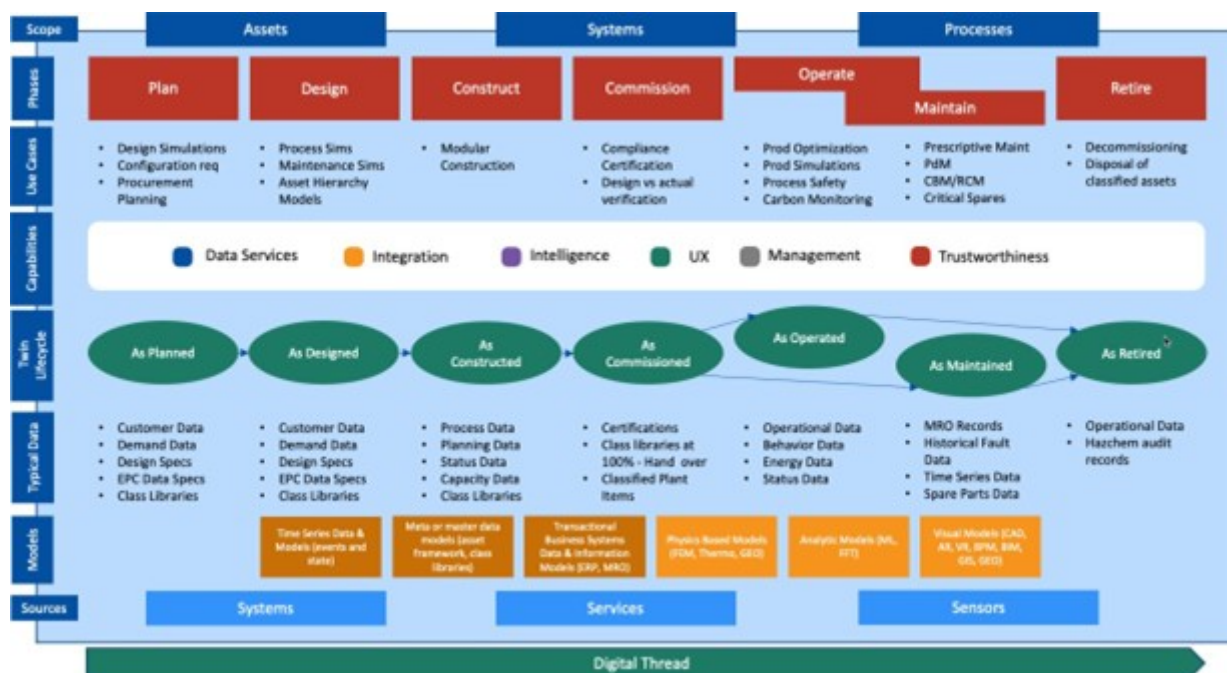 Scope
Assets
Systems
Processes
Phases
Plan
Design
Construct
Commission
Operate
Maintain
Retire
Use Cases
• Design Simulations
• Configuration req
• Procurement
Planning
• Process Sims
• Maintenance Sims
• Asset Hierarchy
Models
• Modular
Construction
• Compliance
Certification
• Design vs actual
verification
• Prod Optimization
• Prod Simulations
• Process Safety
• Carbon Monitoring
• Prescriptive Maint
• PdM
• CBM/RCM
• Critical Spares
• Decommissioning
• Disposal of
classified assets
Capabilities
Data Services
Integration
Intelligence
UX
Management
Trustworthiness
Twin
Lifecycle
As Planned
As Designed
As
Constructed
As
Commissioned
As Operated
As Maintained
As Retired
Typical Data
• Customer Data
• Demand Data
• Design Specs
• EPC Data Specs
• Class Libraries
• Customer Data
• Demand Data
• Design Specs
• EPC Data Specs
• Class Libraries
• Process Data
• Planning Data
• Status Data
• Capacity Data
• Class Libraries
• Certifications
• Class libraries at
100% - Hand over
• Classified Plant
Items
• Operational Data
• Behavior Data
• Energy Data
• Status Data
• MRO Records
• Historical Fault
Data
• Time Series Data
• Spare Parts Data
• Operational Data
• Hazchem audit
records
Models
Time Series Data &
Models (events and
state)
Meta or master data
models (asset
framework, class
libraries)
Transactional
Business Systems
Data & Information
Models (ERP, MRO)
Physics Based Models
(FEM, Thermo, GEO)
Analytic Models (ML,
FFT)
Visual Models (CAD,
AR, VR, BPM, BIM,
GIS, GEO)
Sources
Systems
Services
Sensors
Digital Thread